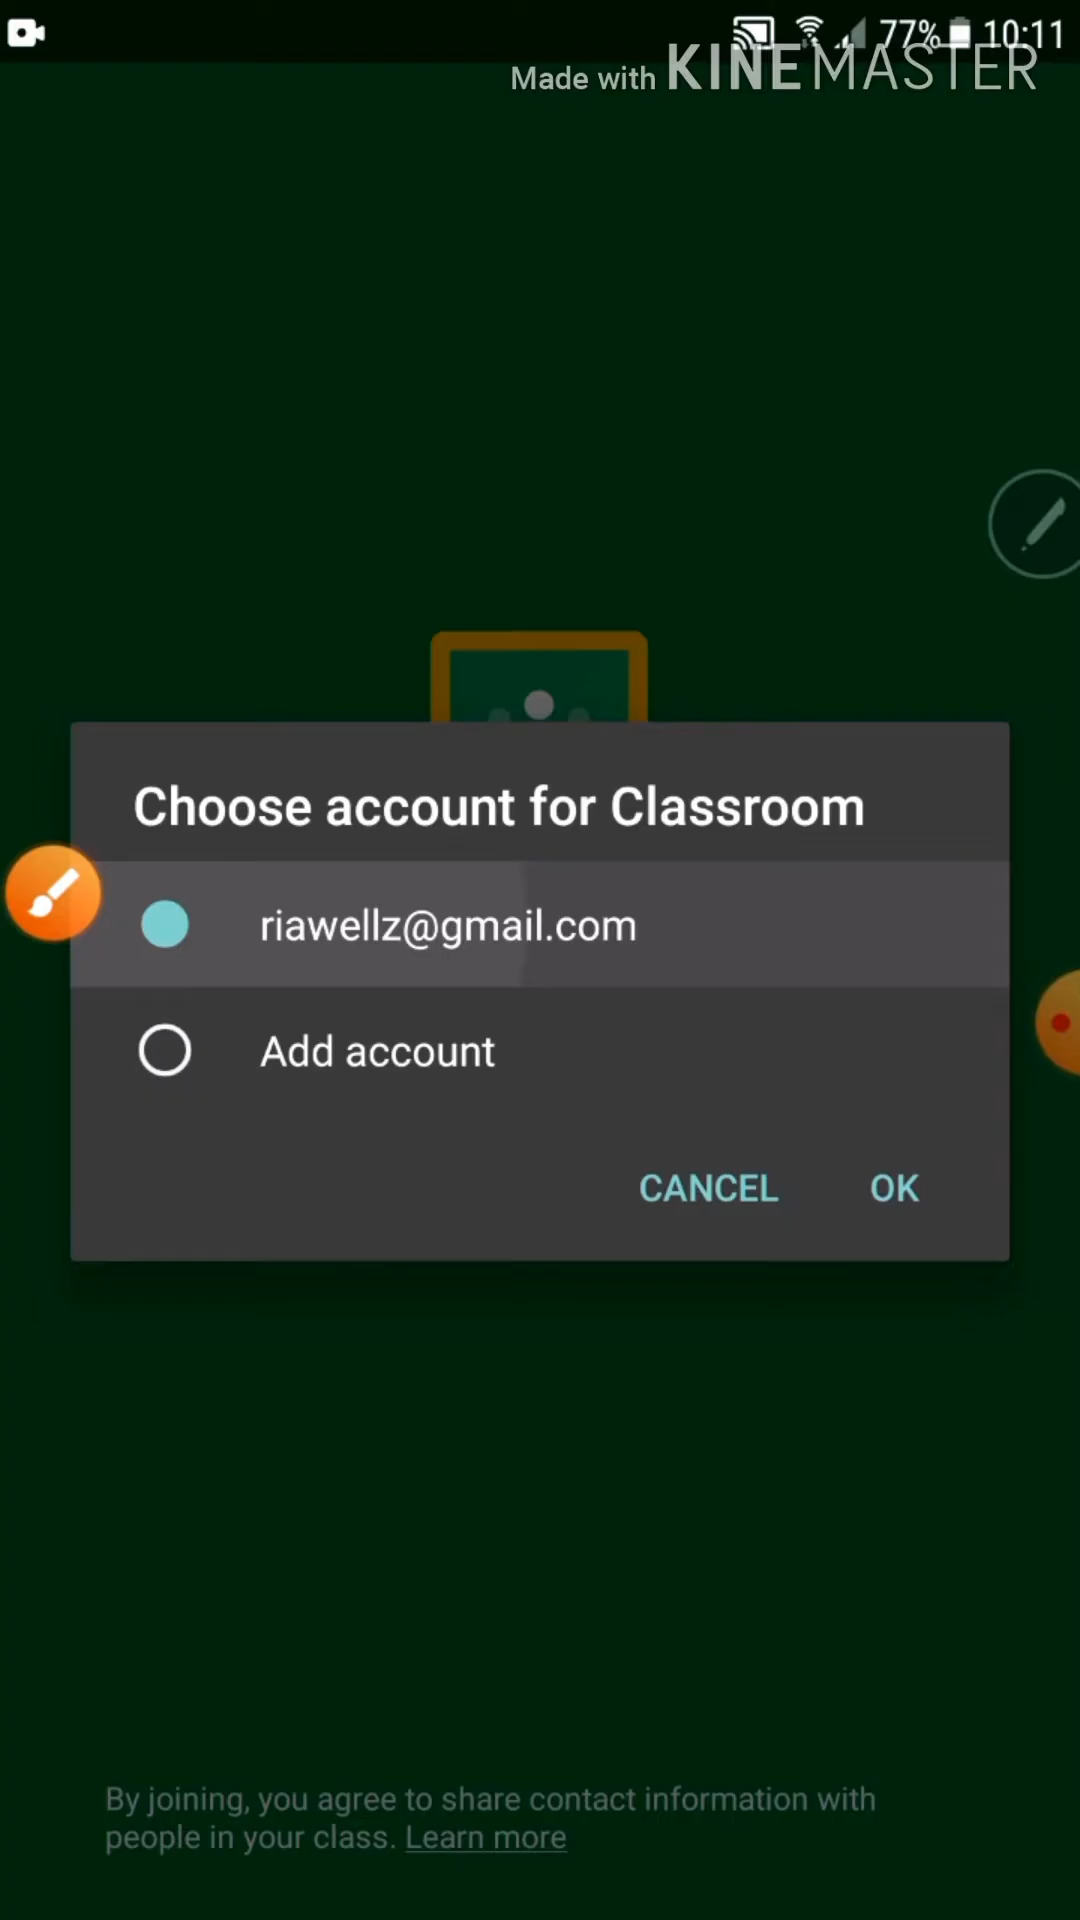 77% 10:11
Made with KINEMASTER
Choose account for Classroom
riawellz@gmail.com
Add account
CANCEL OK
By joining, you agree to share contact information with
people in your class. Learn more